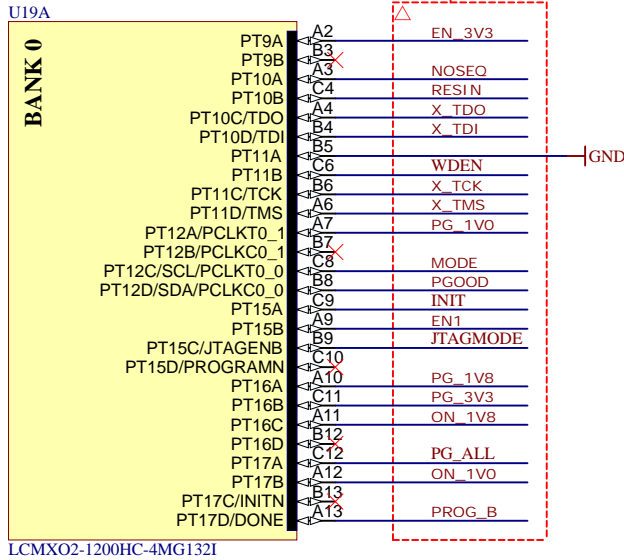 U19A
BANK 0
PT9A A2 EN_3V3
PT9B B3
PT10A A3 NOSEQ
PT10B C4 RESIN
PT10C/TDO A4 X_TDO
PT10D/TDI B4 X_TDI
PT11A B5 GND
PT11B C6 WDEN
PT11C/TCK B6 X_TCK
PT11D/TMS A6 X_TMS
PT12A/PCLKT0_1 A7 PG_1V0
PT12B/PCLKC0_1 B7
PT12C/SCL/PCLKT0_0 C8 MODE
PT12D/SDA/PCLKC0_0 B8 PGOOD
PT15A C9 INIT
PT15B A9 EN1
PT15C/JTAGENB B9 JTAGMODE
PT15D/PROGRAMN C10
PT16A A10 PG_1V8
PT16B C11 PG_3V3
PT16C A11 ON_1V8
PT16D B12
PT17A C12 PG_ALL
PT17B A12 ON_1V0
PT17C/INITN B13
PT17D/DONE A13 PROG_B
LCMXO2-1200HC-4MG132I